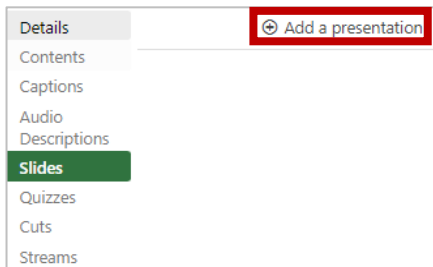 Details
Add a presentation
Contents
Captions
Audio
Descriptions
Slides
Quizzes
Cuts
Streams